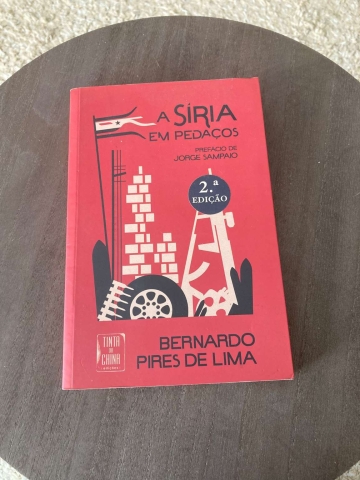 A SÍRIA
EM PEDAÇOS
PREFÁCIO DE
JORGE SAMPAIO
2.ª
EDIÇÃO
TINTA
DA
CHINA
BERNARDO
PIRES DE LIMA